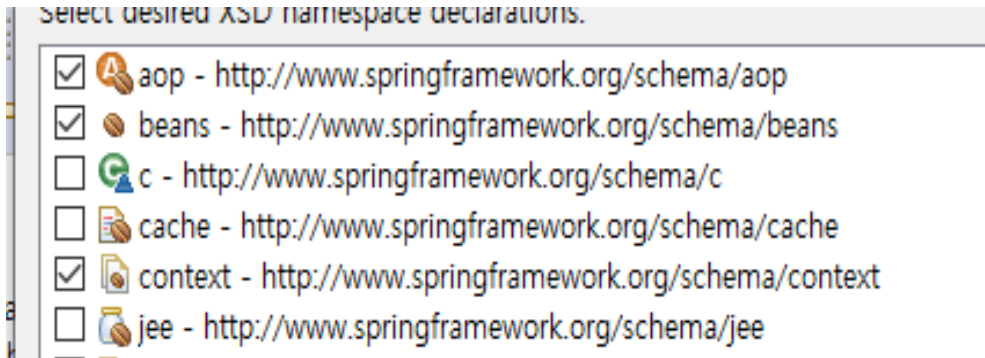 Select desired XSD namespace declarations.
aop - http://www.springframework.org/schema/aop
beans - http://www.springframework.org/schema/beans
c - http://www.springframework.org/schema/c
cache - http://www.springframework.org/schema/cache
context - http://www.springframework.org/schema/context
jee - http://www.springframework.org/schema/jee